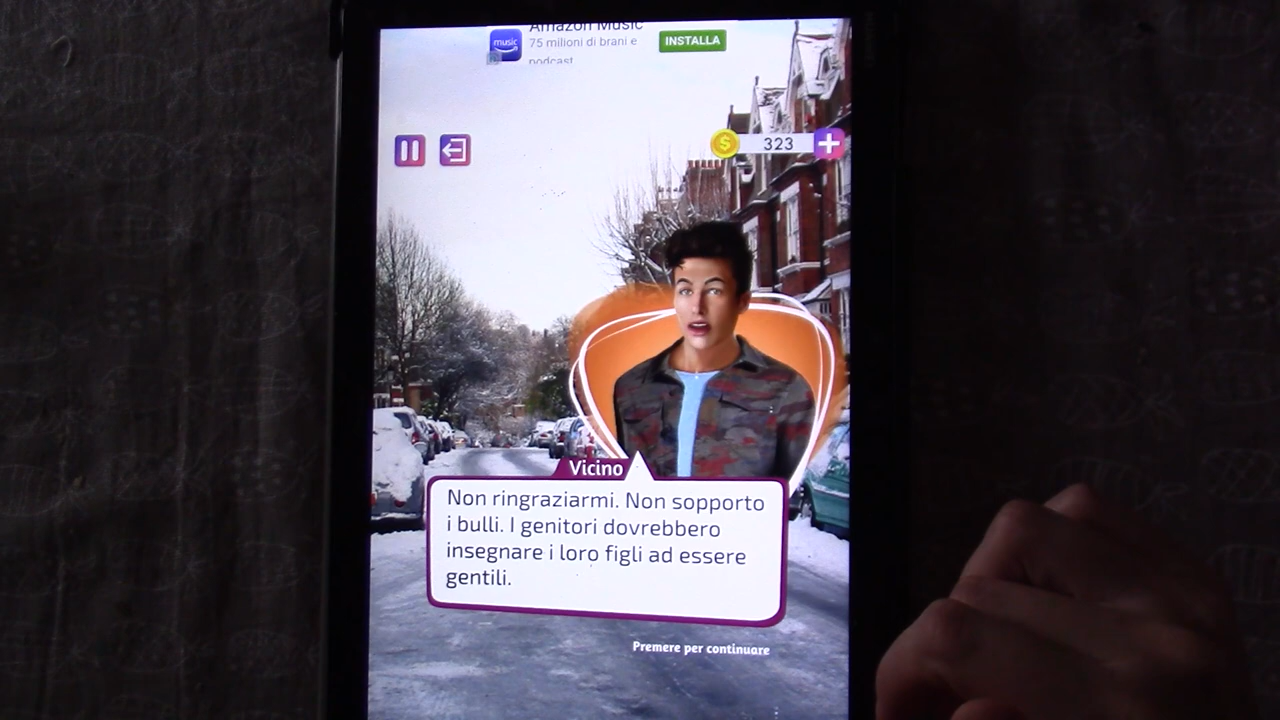 Amazon Music
music
75 milioni di brani e
podcast
INSTALLA
323
Vicino
Non ringraziarmi. Non sopporto
i bulli. I genitori dovrebbero
insegnare i loro figli ad essere
gentili.
Premere per continuare